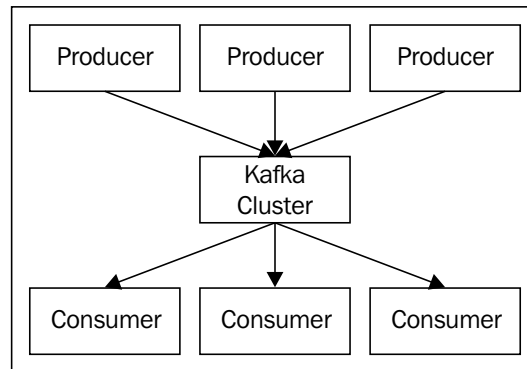 Producer
Producer
Producer
Kafka
Cluster
Consumer
Consumer
Consumer